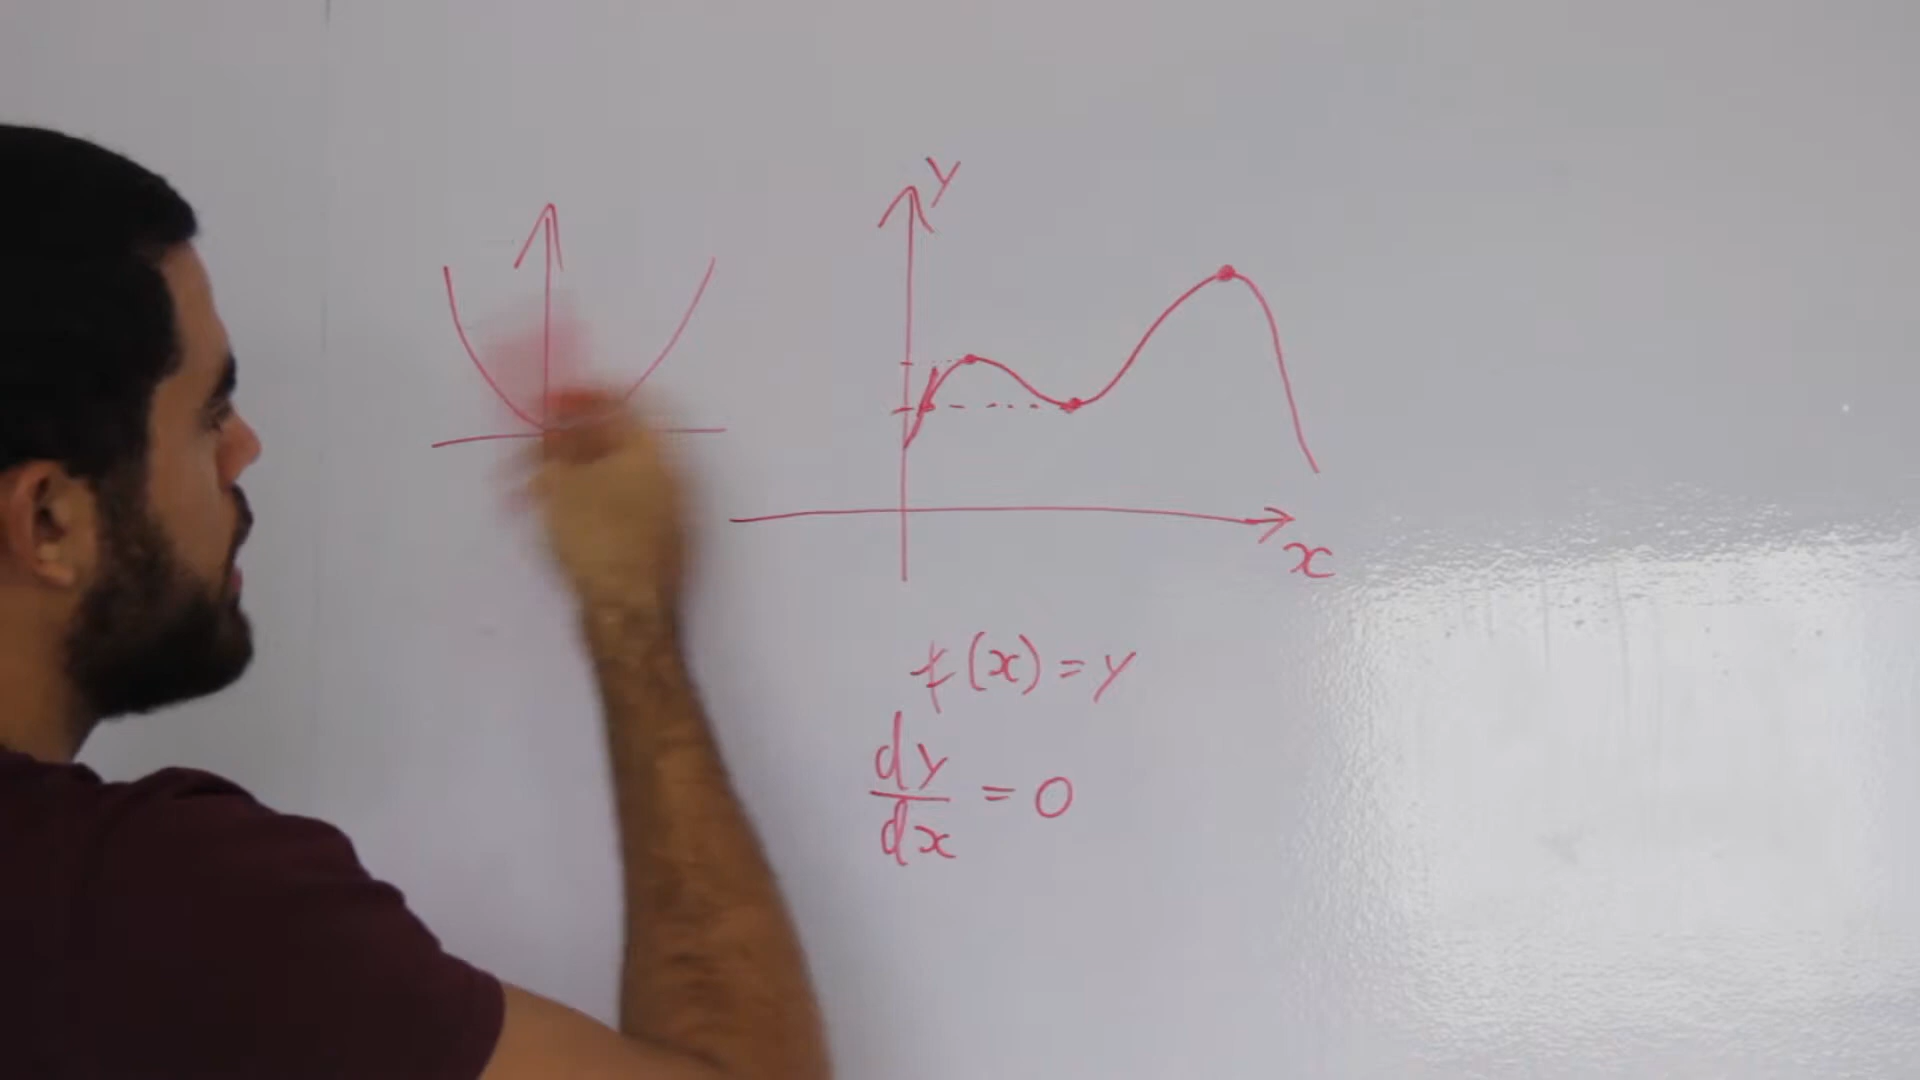 y
x
f(x) = y
dy/dx = 0